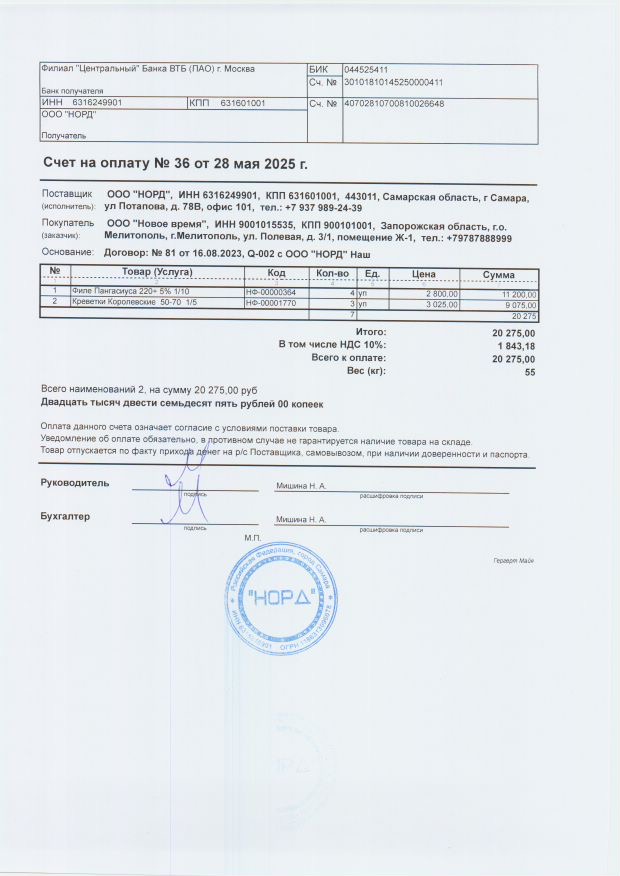 Филиал "Центральный" Банка ВТБ (ПАО) г. Москва
БИК 044525411
Сч. № 30101810145250000411
Банк получателя
ИНН 6316249901 КПП 631601001 Сч. № 40702810700810026648
ООО "НОРД"
Получатель
Счет на оплату № 36 от 28 мая 2025 г.
Поставщик ООО "НОРД", ИНН 6316249901, КПП 631601001, 443011, Самарская область, г Самара,
(исполнитель): ул Потапова, д. 78В, офис 101, тел.: +7 937 989-24-39
Покупатель ООО "Новое время", ИНН 9001015535, КПП 900101001, Запорожская область, г.о.
(заказчик): Мелитополь, г.Мелитополь, ул. Полевая, д. 3/1, помещение Ж-1, тел.: +79787888999
Основание: Договор: № 81 от 16.08.2023, Q-002 с ООО "НОРД" Наш
№ Товар (Услуга) Код Кол-во Ед. Цена Сумма
1 Филе Пангасиуса 220+ 5% 1/10 НФ-00000364 4 уп 2 800,00 11 200,00
2 Креветки Королевские 50-70 1/5 НФ-00001770 3 уп 3 025,00 9 075,00
7 20 275
Итого: 20 275,00
В том числе НДС 10%: 1 843,18
Всего к оплате: 20 275,00
Вес (кг): 55
Всего наименований 2, на сумму 20 275,00 руб
Двадцать тысяч двести семьдесят пять рублей 00 копеек
Оплата данного счета означает согласие с условиями поставки товара.
Уведомление об оплате обязательно, в противном случае не гарантируется наличие товара на складе.
Товар отпускается по факту прихода денег на р/с Поставщика, самовывозом, при наличии доверенности и паспорта.
Руководитель Мишина Н. А.
подпись расшифровка подписи
Бухгалтер Мишина Н. А.
подпись расшифровка подписи
М.П.
Герверт Майя
Российская Федерация, город Самара
"НОРД"
ИНН ОГРН